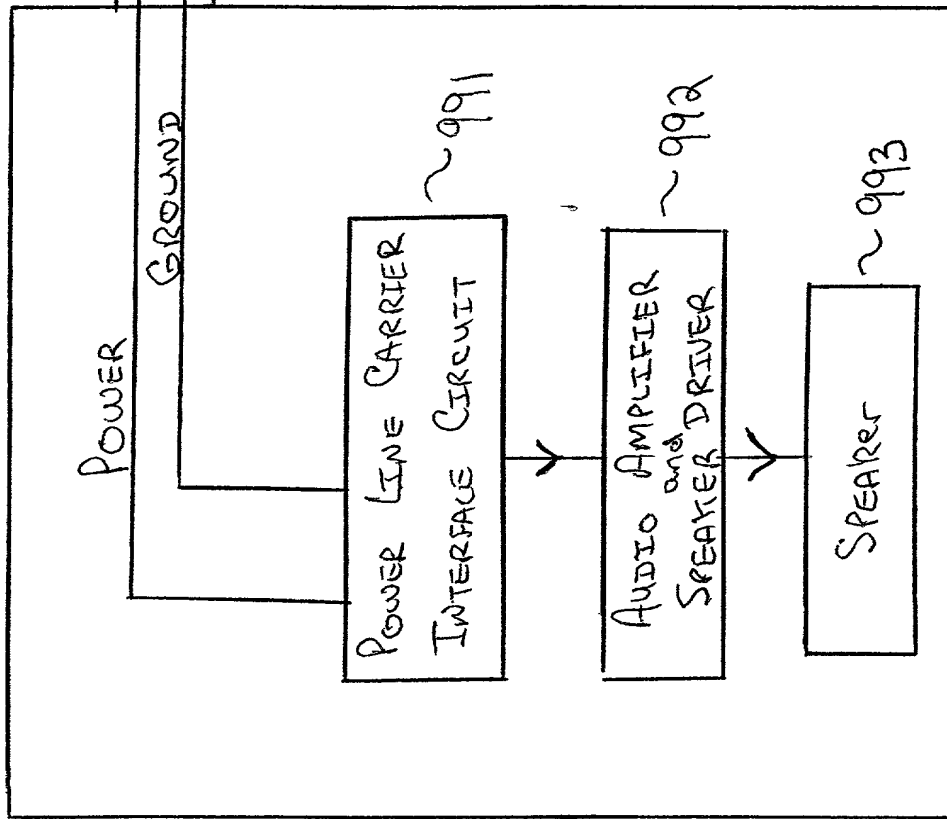 POWER
GROUND
POWER LINE CARRIER
INTERFACE CIRCUIT
~991
AUDIO AMPLIFIER
and
SPEAKER DRIVER
~992
SPEAKer
~993